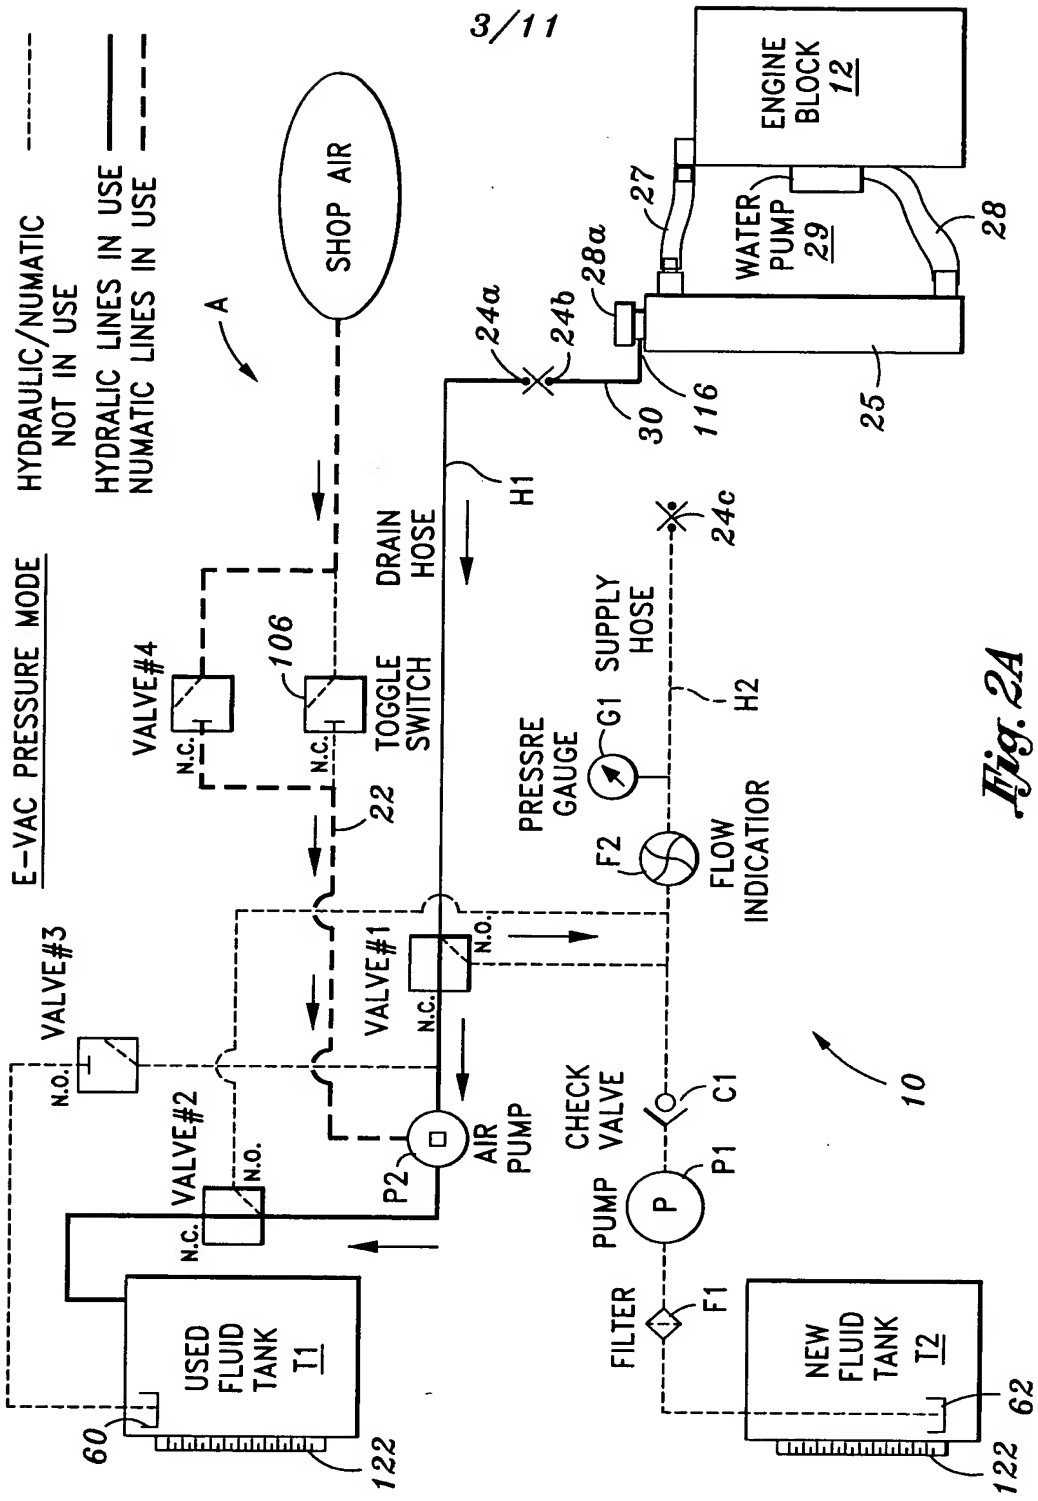 3/11
E-VAC PRESSURE MODE
HYDRAULIC/NUMATIC
NOT IN USE
HYDRALIC LINES IN USE
NUMATIC LINES IN USE
A
SHOP AIR
VALVE#4
N.C.
106
N.C.
TOGGLE
SWITCH
22
DRAIN
HOSE
H1
24a
24b
30
116
28a
25
27
WATER
PUMP
29
28
ENGINE
BLOCK
12
VALVE#3
N.O.
VALVE#2
N.C.
N.O.
VALVE#1
N.C.
N.O.
P2
AIR
PUMP
USED
FLUID
TANK
T1
60
122
PRESSRE
GAUGE
G1
SUPPLY
HOSE
H2
24c
F2
FLOW
INDICATIOR
CHECK
VALVE
C1
PUMP
P
P1
FILTER
F1
NEW
FLUID
TANK
T2
62
122
10
Fig. 2A